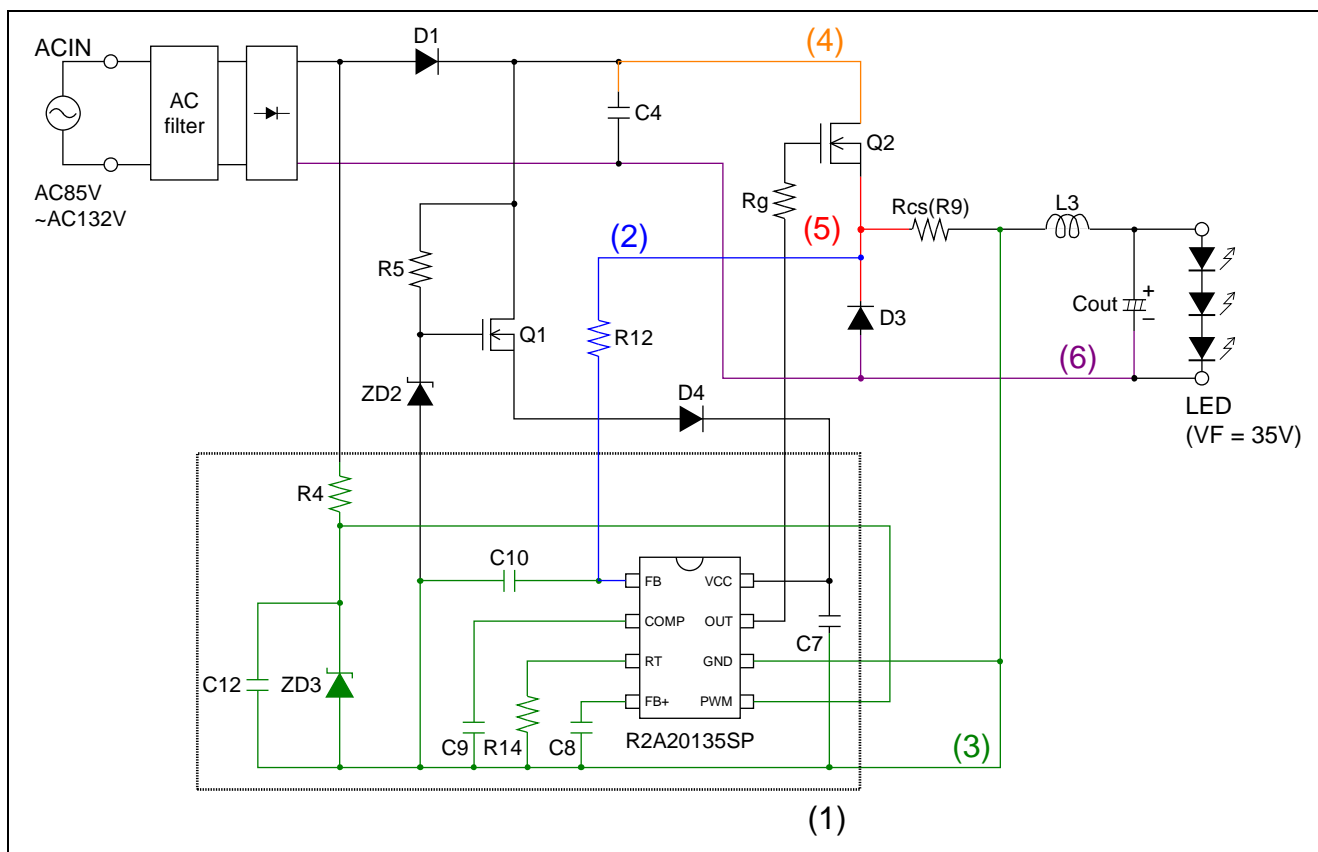 ACIN
AC
filter
AC85V
~AC132V
D1
C4
(4)
Q2
Rg
Rcs(R9)
L3
(5)
(2)
R5
Q1
R12
D3
Cout
+
−
(6)
ZD2
D4
LED
(VF = 35V)
R4
C10
FB
VCC
COMP
OUT
C7
RT
GND
C12
ZD3
FB+
PWM
C9
R14
C8
R2A20135SP
(3)
(1)